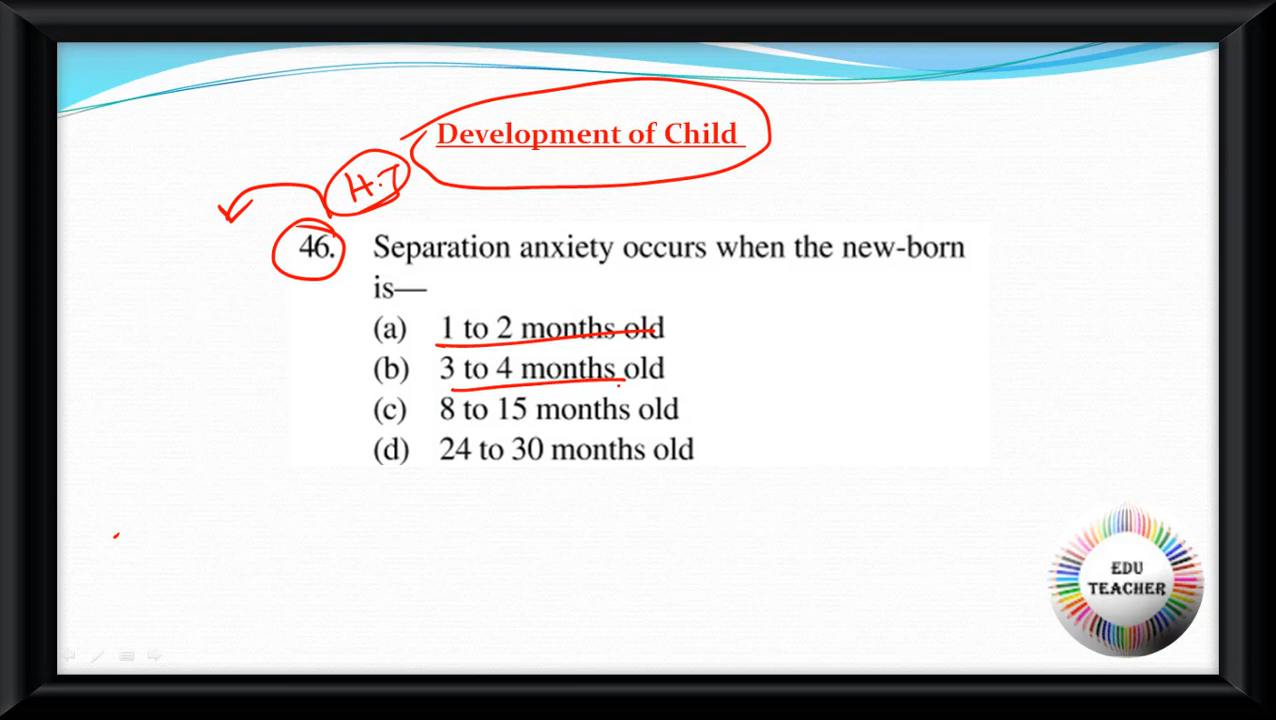 Development of Child
H.T
46. Separation anxiety occurs when the new-born
is—
(a) 1 to 2 months old
(b) 3 to 4 months old
(c) 8 to 15 months old
(d) 24 to 30 months old
EDU
TEACHER